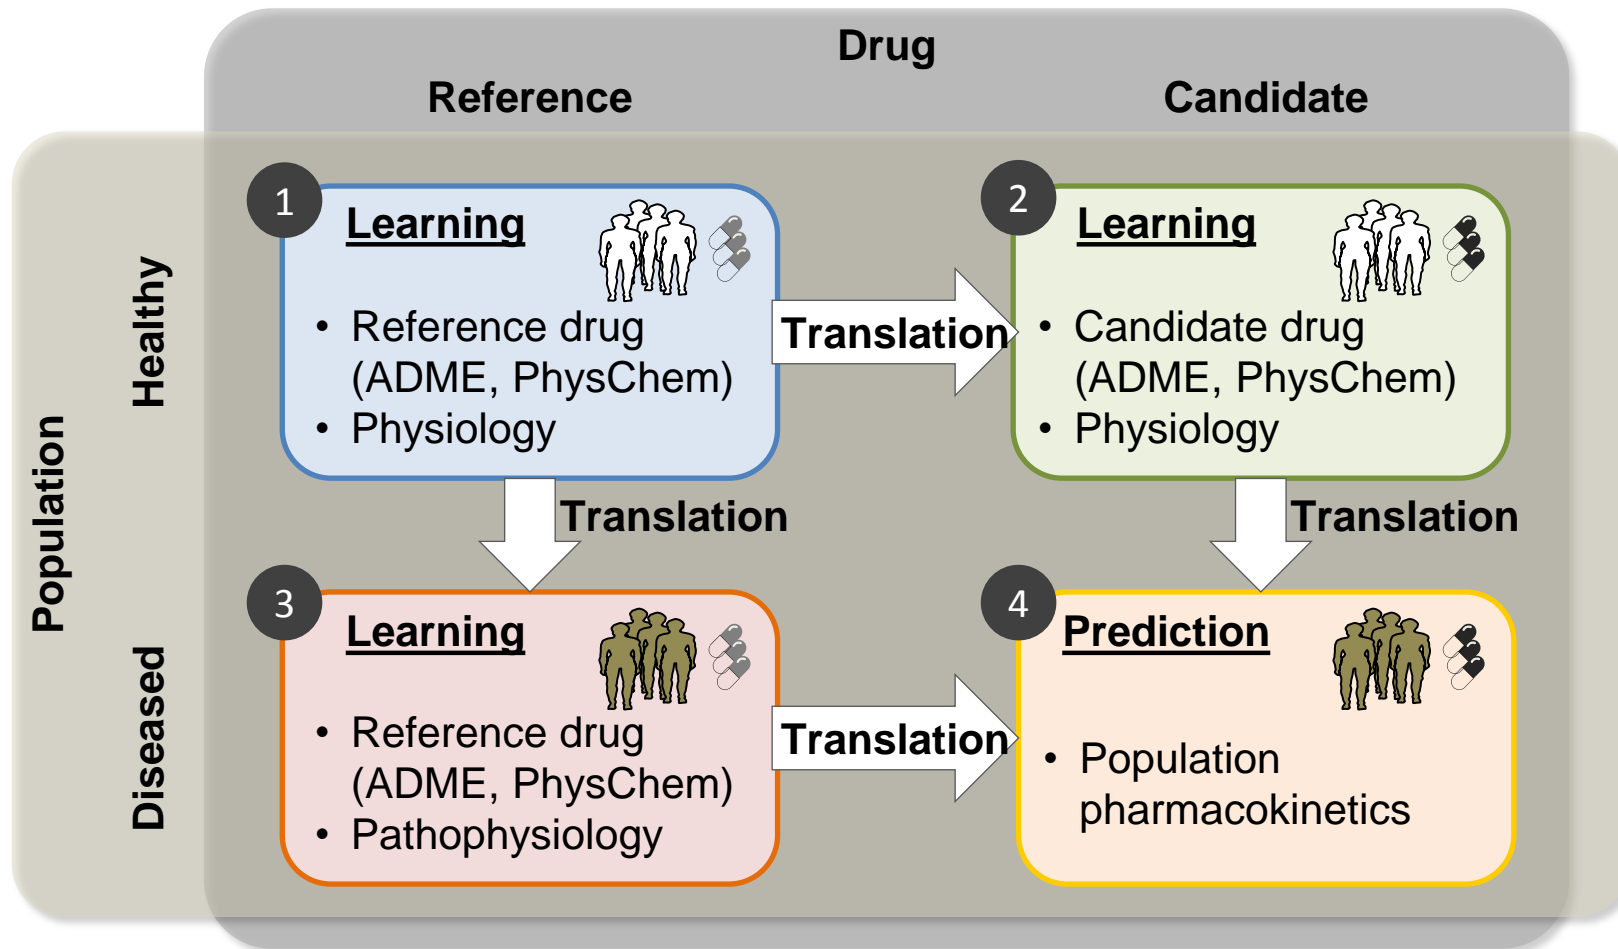 Drug
Reference
Candidate
Population
Healthy
Diseased
1
Learning
• Reference drug
(ADME, PhysChem)
• Physiology
Translation
2
Learning
• Candidate drug
(ADME, PhysChem)
• Physiology
Translation
Translation
3
Learning
• Reference drug
(ADME, PhysChem)
• Pathophysiology
Translation
4
Prediction
• Population
pharmacokinetics